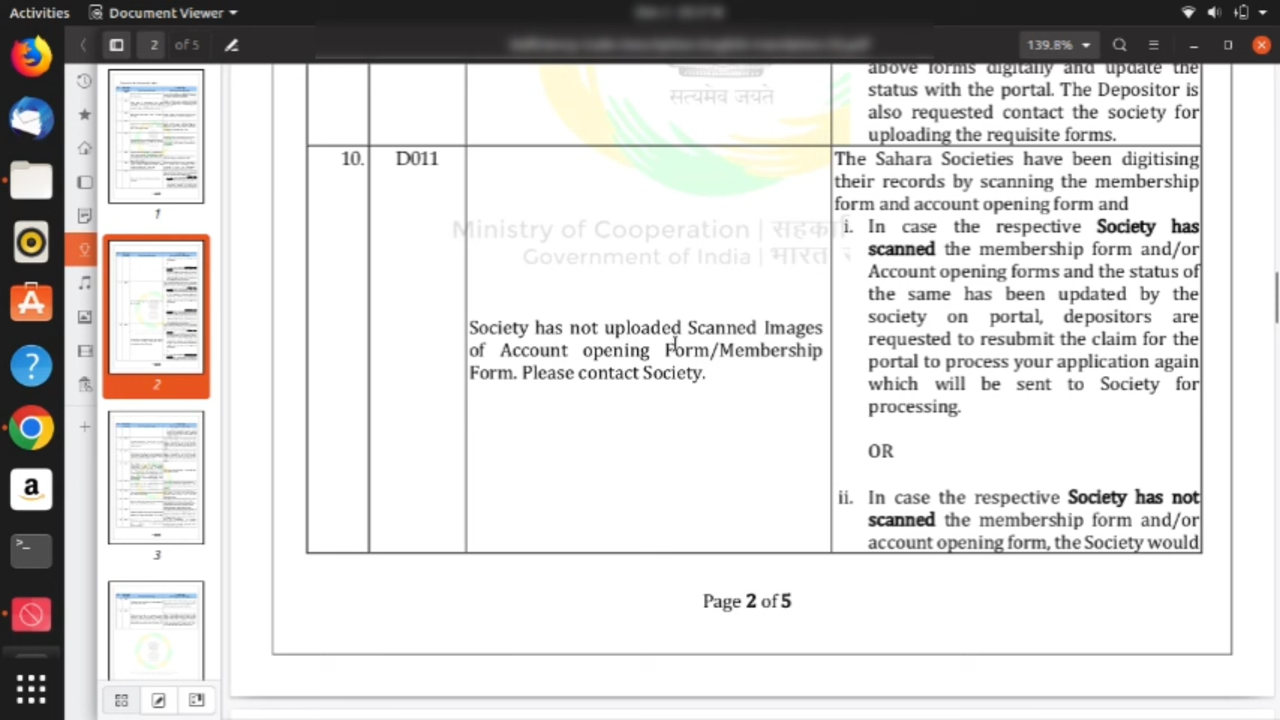 Activities
Document Viewer
2
of 5
139.8%
above forms digitally and update the
status with the portal. The Depositor is
also requested contact the society for
uploading the requisite forms.
सत्यमेव जयते
10.
D011
Society has not uploaded Scanned Images
of Account opening Form/Membership
Form. Please contact Society.
The Sahara Societies have been digitising
their records by scanning the membership
form and account opening form and
i. In case the respective Society has
scanned the membership form and/or
Account opening forms and the status of
the same has been updated by the
society on portal, depositors are
requested to resubmit the claim for the
portal to process your application again
which will be sent to Society for
processing.
OR
ii. In case the respective Society has not
scanned the membership form and/or
account opening form, the Society would
Ministry of Cooperation |
Government of India | भारत
Page 2 of 5
1
2
3
a
?
>_